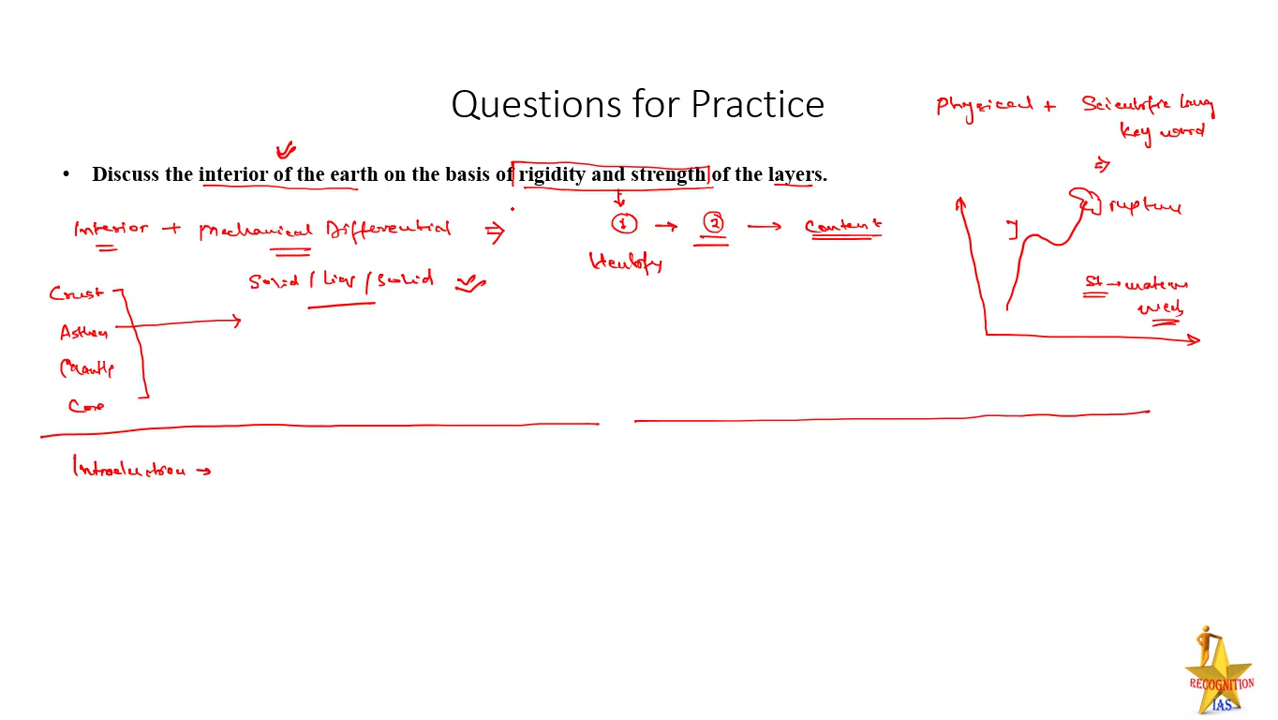 Questions for Practice
Physical + Scientific lang
key word
• Discuss the interior of the earth on the basis of rigidity and strength of the layers.
rupture
Interior + Mechanical Differential ⇒ ① → ② → Content
Identify
Solid / Liq / Solid
Crust
Asthen
Mantle
Core
St →
Introduction →
RECOGNITION
IAS